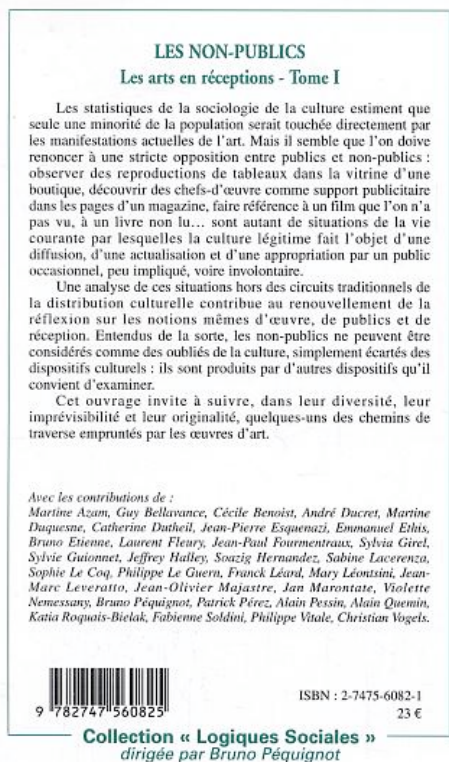 LES NON-PUBLICS
Les arts en réceptions - Tome I
Les statistiques de la sociologie de la culture estiment que
seule une minorité de la population serait touchée directement par
les manifestations actuelles de l'art. Mais il semble que l'on doive
renoncer à une stricte opposition entre publics et non-publics :
observer des reproductions de tableaux dans la vitrine d'une
boutique, découvrir des chefs-d'œuvre comme support publicitaire
dans les pages d'un magazine, faire référence à un film que l'on n'a
pas vu, à un livre non lu... sont autant de situations de la vie
courante par lesquelles la culture légitime fait l'objet d'une
diffusion, d'une actualisation et d'une appropriation par un public
occasionnel, peu impliqué, voire involontaire.
Une analyse de ces situations hors des circuits traditionnels de
la distribution culturelle contribue au renouvellement de la
réflexion sur les notions mêmes d'œuvre, de publics et de
réception. Entendus de la sorte, les non-publics ne peuvent être
considérés comme des oubliés de la culture, simplement écartés des
dispositifs culturels : ils sont produits par d'autres dispositifs qu'il
convient d'examiner.
Cet ouvrage invite à suivre, dans leur diversité, leur
imprévisibilité et leur originalité, quelques-uns des chemins de
traverse empruntés par les œuvres d'art.
Avec les contributions de :
Martine Azam, Guy Bellavance, Cécile Benoist, André Ducret, Martine
Duquesne, Catherine Dutheil, Jean-Pierre Esquenazi, Emmanuel Ethis,
Bruno Etienne, Laurent Fleury, Jean-Paul Fourmentraux, Sylvia Girel,
Sylvie Guionnet, Jeffrey Halley, Soazig Hernandez, Sabine Lacerenza,
Sophie Le Coq, Philippe Le Guern, Franck Léard, Mary Léontsini, Jean-
Marc Leveratto, Jean-Olivier Majastre, Jan Marontate, Violette
Nemessany, Bruno Péquignot, Patrick Pérez, Alain Pessin, Alain Quemin,
Katia Roquais-Bielak, Fabienne Soldini, Philippe Vitale, Christian Vogels.
ISBN : 2-7475-6082-1
9 782747 560825
23 €
Collection « Logiques Sociales »
dirigée par Bruno Péquignot